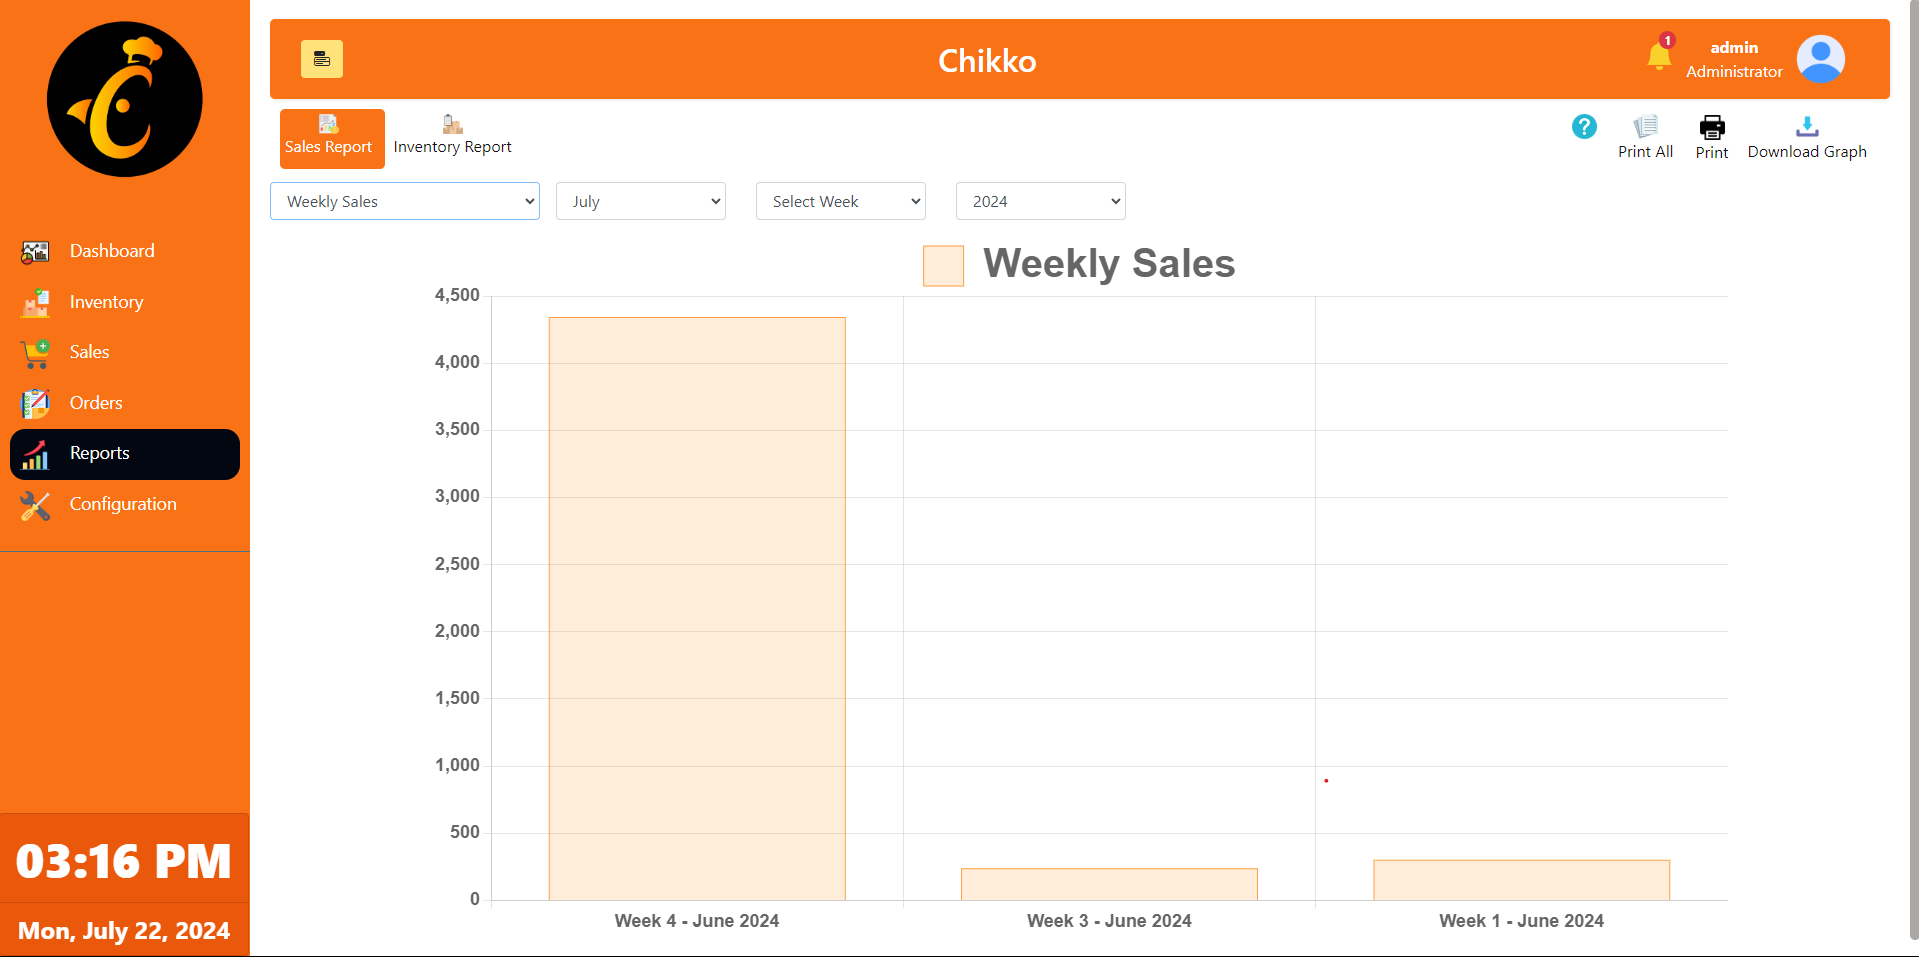 Chikko
1
admin
Administrator
Sales Report
Inventory Report
?
Print All
Print
Download Graph
Weekly Sales
July
Select Week
2024
Dashboard
Inventory
Sales
Orders
Reports
Configuration
03:16 PM
Mon, July 22, 2024
Weekly Sales
4,500
4,000
3,500
3,000
2,500
2,000
1,500
1,000
500
0
Week 4 - June 2024
Week 3 - June 2024
Week 1 - June 2024